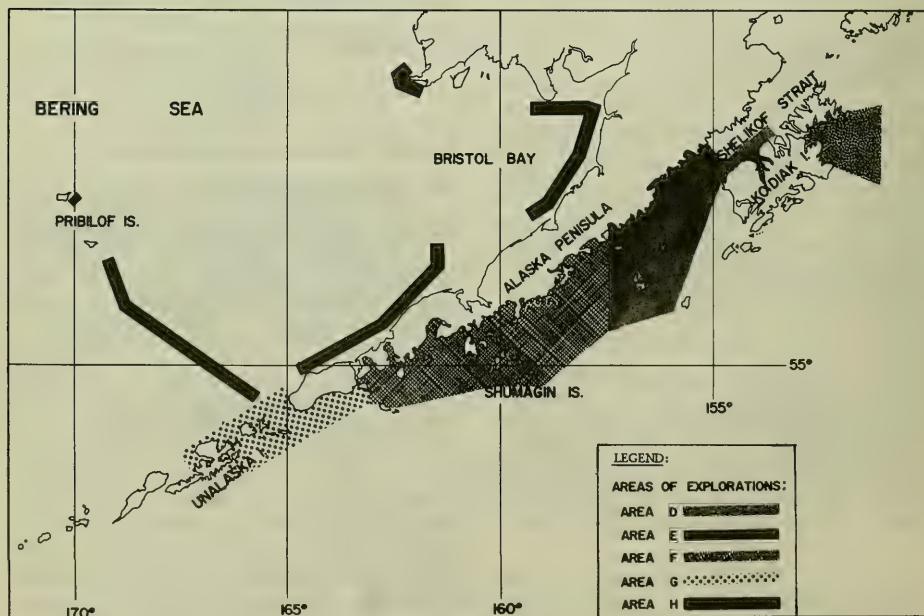 BERING SEA
BRISTOL BAY
SHELIKOF STRAIT
KODIAK I.
PRIBILOF IS.
ALASKA PENISULA
55°
SHUMAGIN IS.
155°
UNALASKA I.
LEGEND:
AREAS OF EXPLORATIONS:
AREA D
AREA E
AREA F
AREA G
AREA H
170°
165°
160°